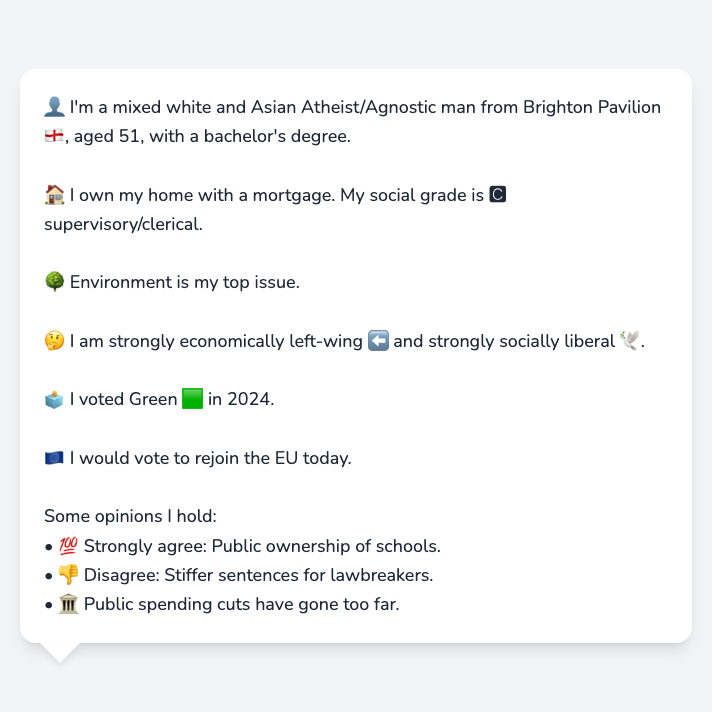 👤 I'm a mixed white and Asian Atheist/Agnostic man from Brighton Pavilion
🏴󠁧󠁢󠁥󠁮󠁧󠁿, aged 51, with a bachelor's degree.
🏠 I own my home with a mortgage. My social grade is C
supervisory/clerical.
🌳 Environment is my top issue.
🤔 I am strongly economically left-wing ⬅️ and strongly socially liberal 🕊️.
🗳️ I voted Green 🟩 in 2024.
🇪🇺 I would vote to rejoin the EU today.
Some opinions I hold:
• 💯 Strongly agree: Public ownership of schools.
• 👎 Disagree: Stiffer sentences for lawbreakers.
• 🏛️ Public spending cuts have gone too far.